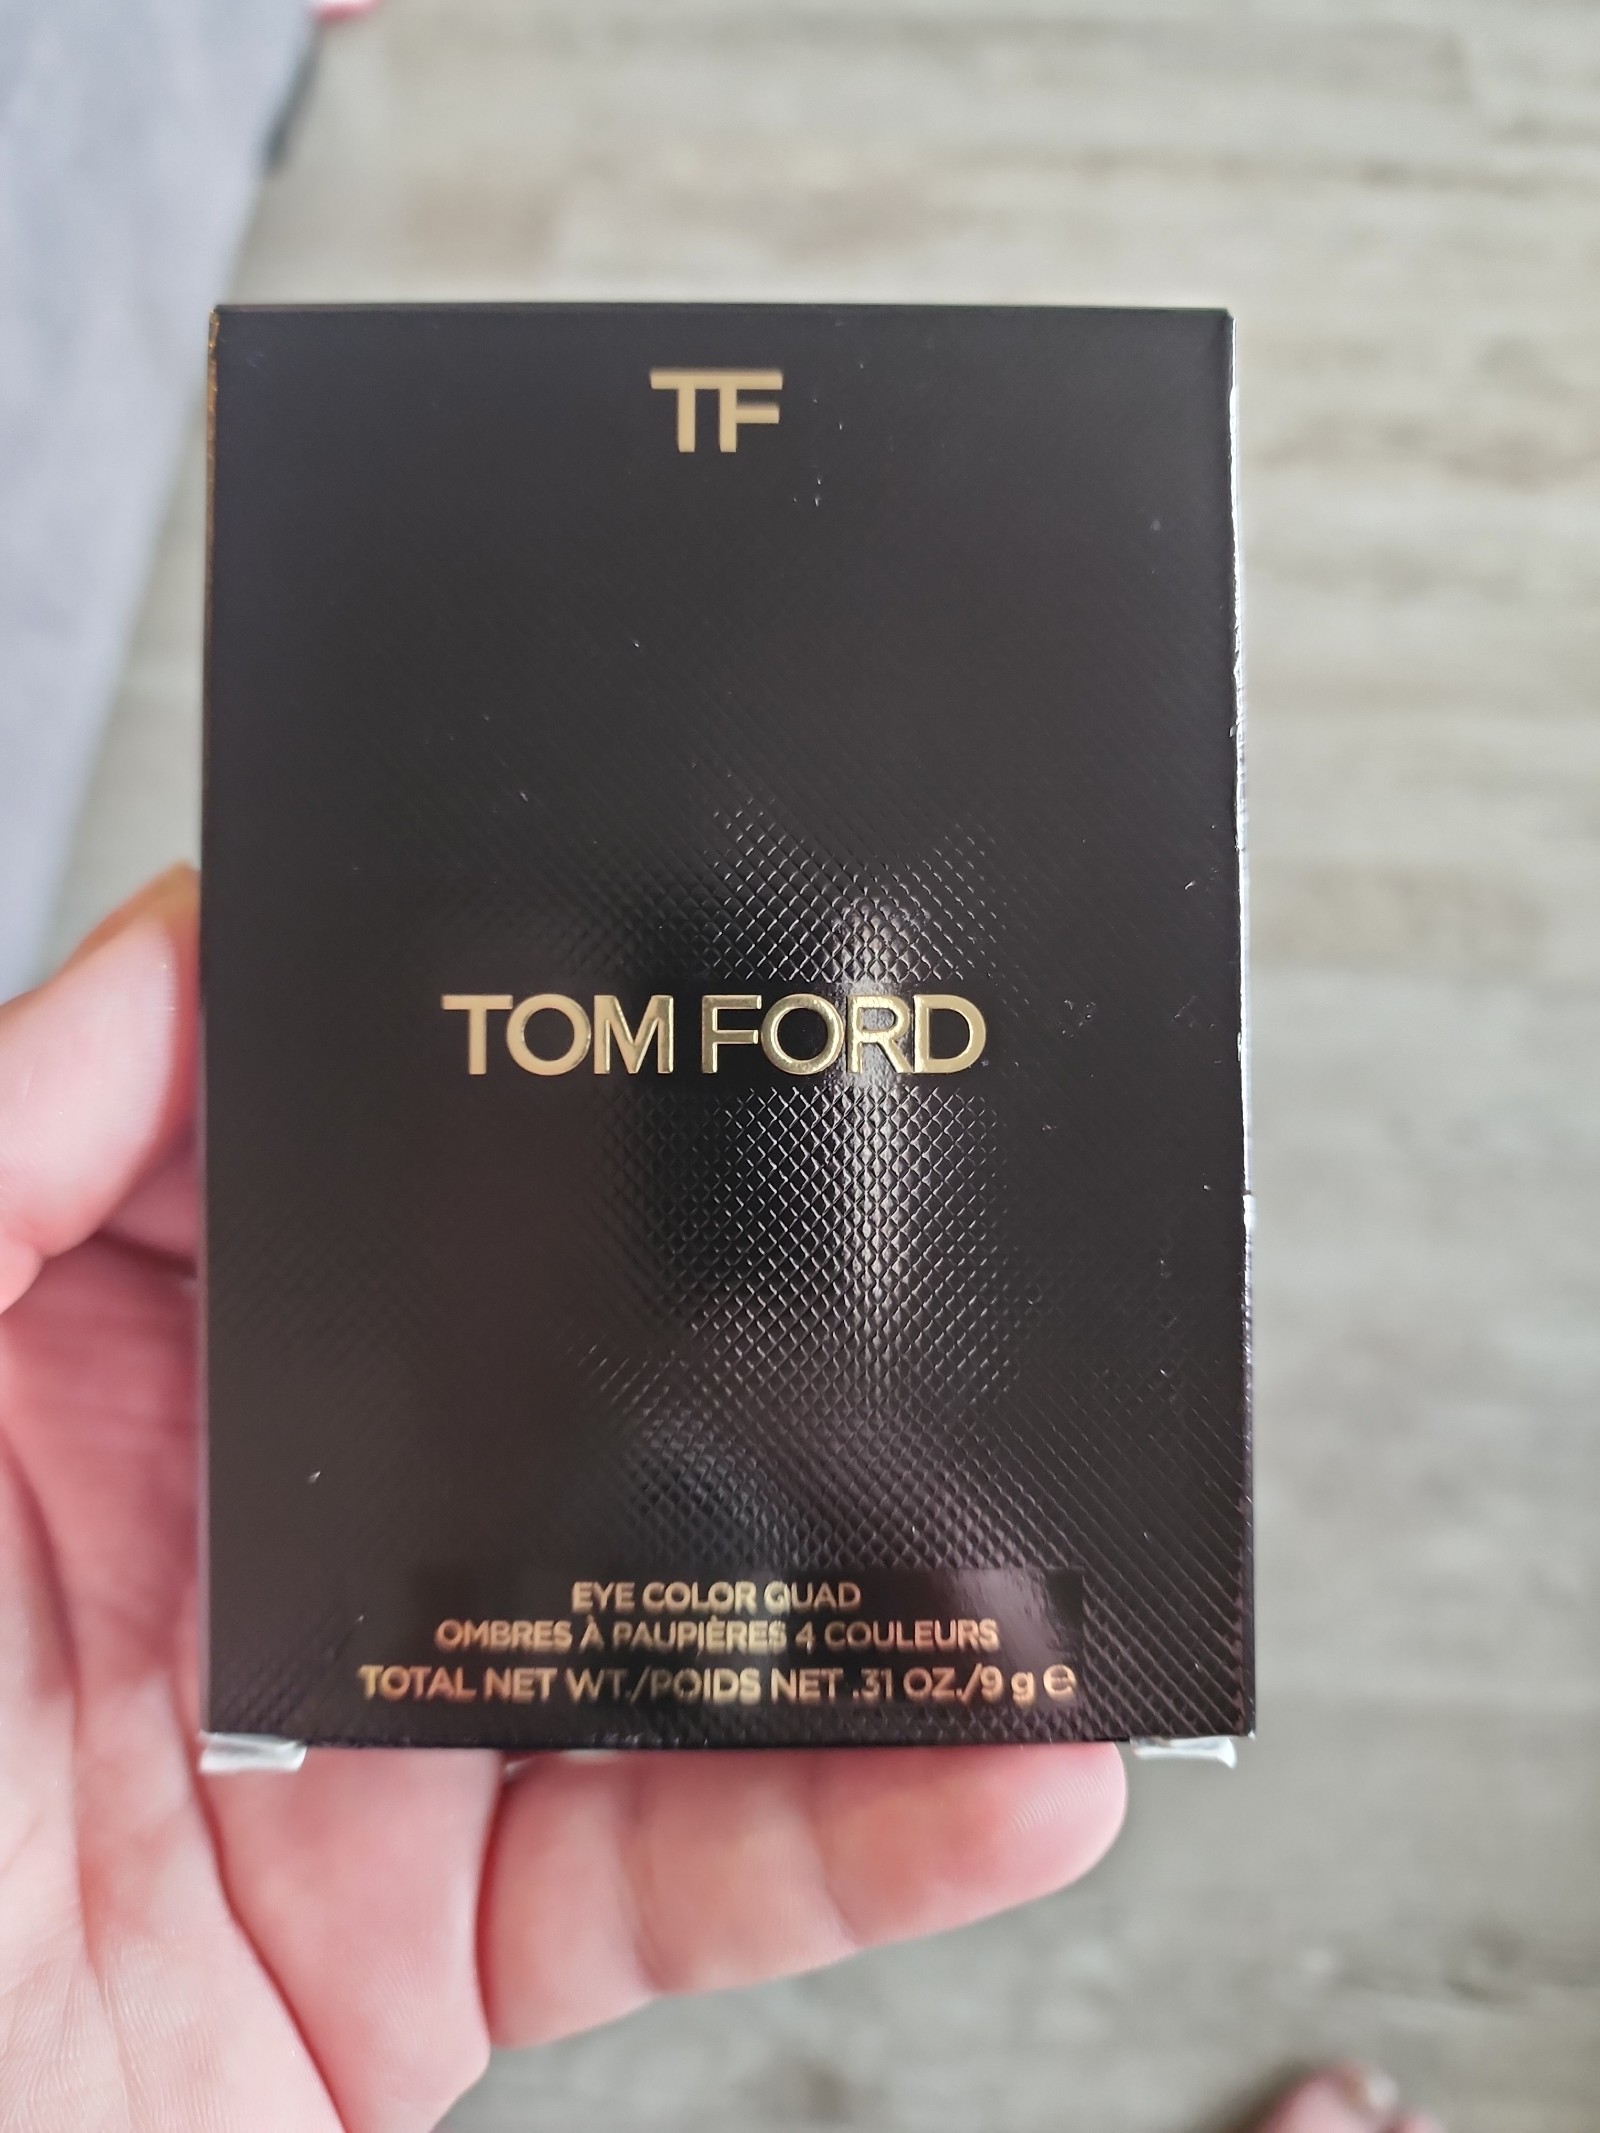 TF
TOM FORD
EYE COLOR QUAD
OMBRES À PAUPIÈRES 4 COULEURS
TOTAL NET WT./POIDS NET .31 OZ./9 g ℮